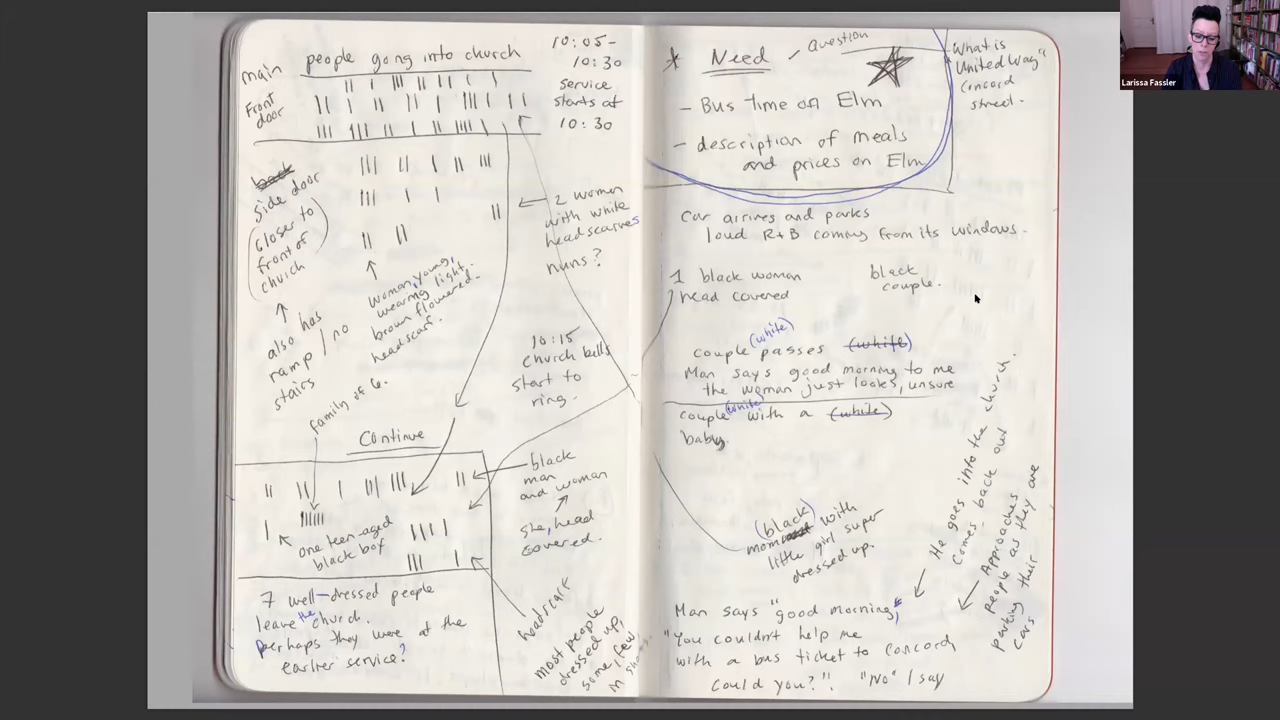 main
Front
door
people going into church
10:05-
10:30
service
starts at
10:30
back
side door
(closer to
front of
church)
also has
ramp / no
stairs
woman, young,
wearing light.
brown flowered
headscarf.
2 women
with white
headscarves
nuns?
10:15
church bells
start to
ring.
family of 6.
Continue
one teen-aged
black boy
black
man
and woman
she, head
covered.
headscarf
7 well-dressed people
leave the church.
Perhaps they were at the
earlier service?
most people
dressed up,
some, few,
in
* Need - Question
- Bus time on Elm
- description of meals
and prices on Elm
What is
"United Way"
Concord
street.
Car arrives and parks
loud R+B coming from its windows.
1 black woman
head covered
black
couple.
couple (white) passes (white)
Man says good morning to me
the woman just looks, unsure
couple (white) with a (white)
baby.
(black)
mom with
little girl super
dressed up.
He goes into the church.
Comes back out
Approaches
people as they are
parking their
cars
Man says "good morning,
"You couldn't help me
with a bus ticket to Concord
Could you?". "No" I say
Larissa Fassler